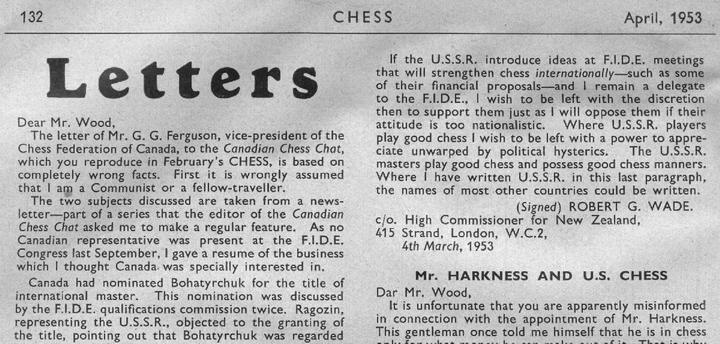 132
CHESS
April, 1953
Letters
Dear Mr. Wood,
The letter of Mr. G. G. Ferguson, vice-president of the
Chess Federation of Canada, to the Canadian Chess Chat,
which you reproduce in February's CHESS, is based on
completely wrong facts. First it is wrongly assumed
that I am a Communist or a fellow-traveller.
The two subjects discussed are taken from a news-
letter—part of a series that the editor of the Canadian
Chess Chat asked me to make a regular feature. As no
Canadian representative was present at the F.I.D.E.
Congress last September, I gave a resume of the business
which I thought Canada was specially interested in.
Canada had nominated Bohatyrchuk for the title of
international master. This nomination was discussed
by the F.I.D.E. qualifications commission twice. Ragozin,
representing the U.S.S.R., objected to the granting of
the title, pointing out that Bohatyrchuk was regarded
If the U.S.S.R. introduce ideas at F.I.D.E. meetings
that will strengthen chess internationally—such as some
of their financial proposals—and I remain a delegate
to the F.I.D.E., I wish to be left with the discretion
then to support them just as I will oppose them if their
attitude is too nationalistic. Where U.S.S.R. players
play good chess I wish to be left with a power to appre-
ciate unwarped by political hysterics. The U.S.S.R.
masters play good chess and possess good chess manners.
Where I have written U.S.S.R. in this last paragraph,
the names of most other countries could be written.
(Signed) ROBERT G. WADE.
c/o. High Commissioner for New Zealand,
415 Strand, London, W.C.2,
4th March, 1953
Mr. HARKNESS AND U.S. CHESS
Dar Mr. Wood,
It is unfortunate that you are apparently misinformed
in connection with the appointment of Mr. Harkness.
This gentleman once told me himself that he is in chess